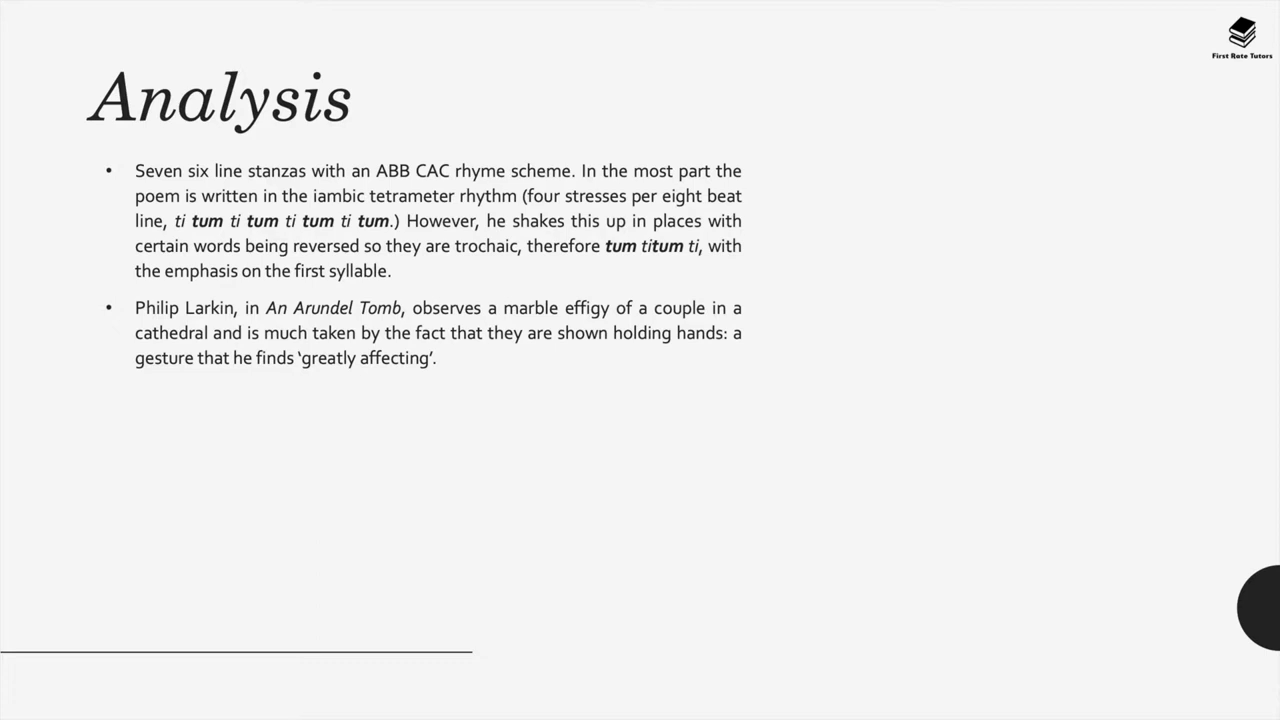 First Rate Tutors
Analysis
• Seven six line stanzas with an ABB CAC rhyme scheme. In the most part the
poem is written in the iambic tetrameter rhythm (four stresses per eight beat
line, ti tum ti tum ti tum ti tum.) However, he shakes this up in places with
certain words being reversed so they are trochaic, therefore tum titum ti, with
the emphasis on the first syllable.
• Philip Larkin, in An Arundel Tomb, observes a marble effigy of a couple in a
cathedral and is much taken by the fact that they are shown holding hands: a
gesture that he finds ‘greatly affecting’.